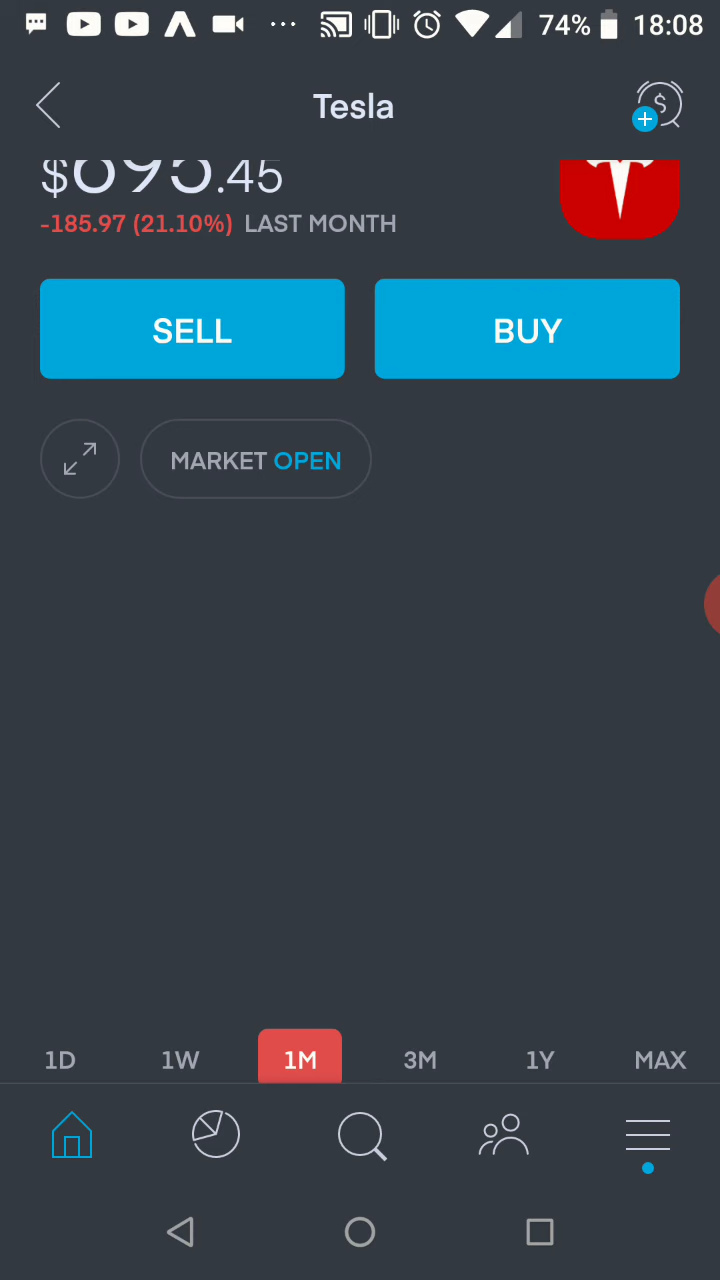 74% 18:08
Tesla
$695.45
-185.97 (21.10%) LAST MONTH
SELL BUY
MARKET OPEN
1D 1W 1M 3M 1Y MAX